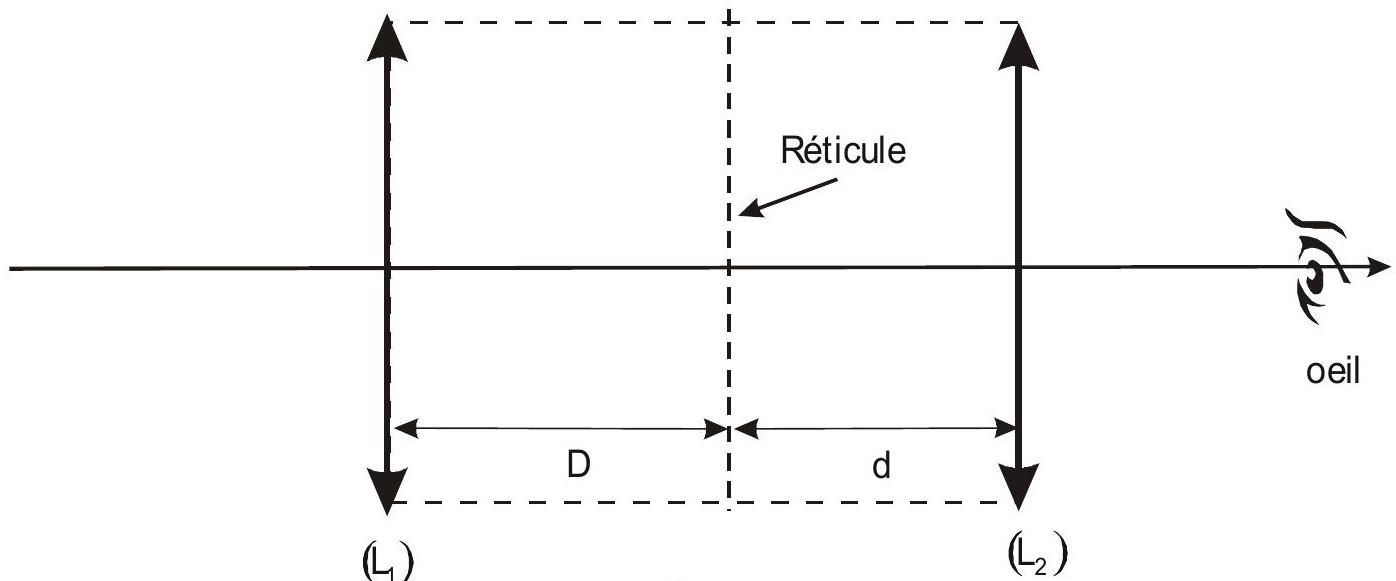 Réticule
oeil
D
d
(L₁)
(L₂)